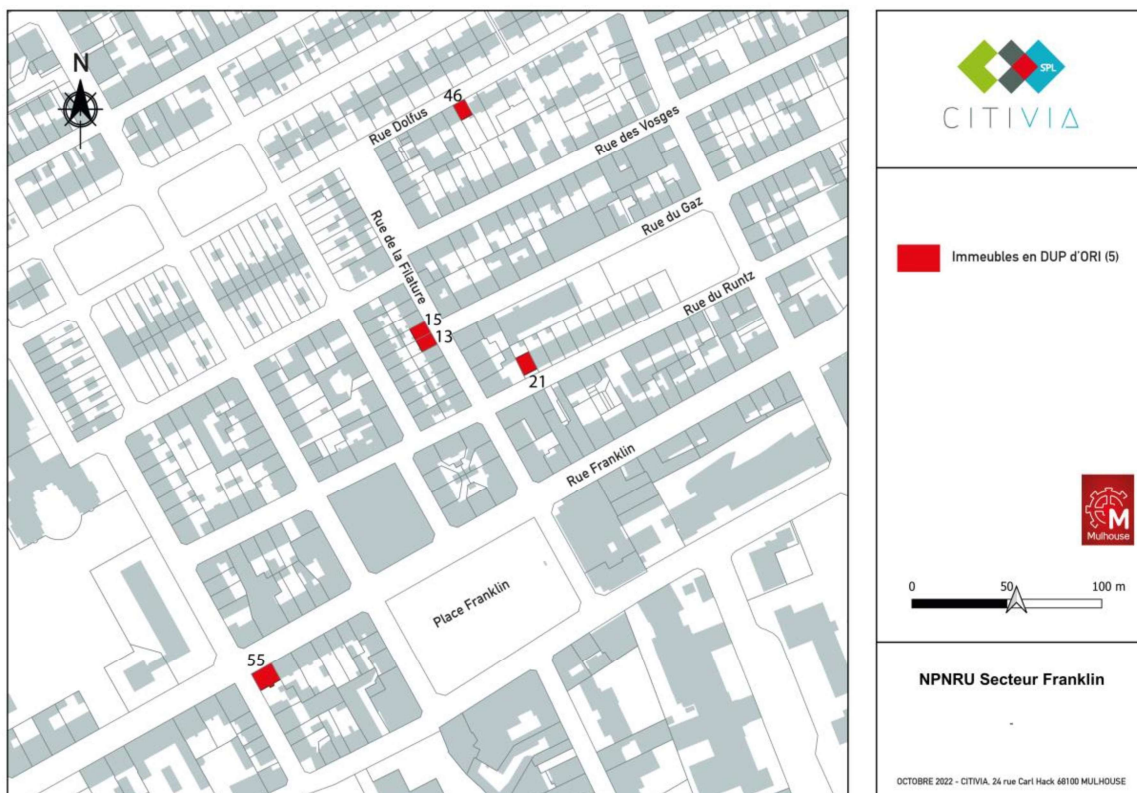 N
46
Rue Dolfus
Rue des Vosges
Rue du Gaz
Rue de la Filature
Rue du Runtz
15
13
21
Rue Franklin
Place Franklin
55
SPL
CITIVIA
Immeubles en DUP d'ORI (5)
M
Mulhouse
0 50 100 m
NPNRU Secteur Franklin
-
OCTOBRE 2022 - CITIVIA, 24 rue Carl Hack 68100 MULHOUSE